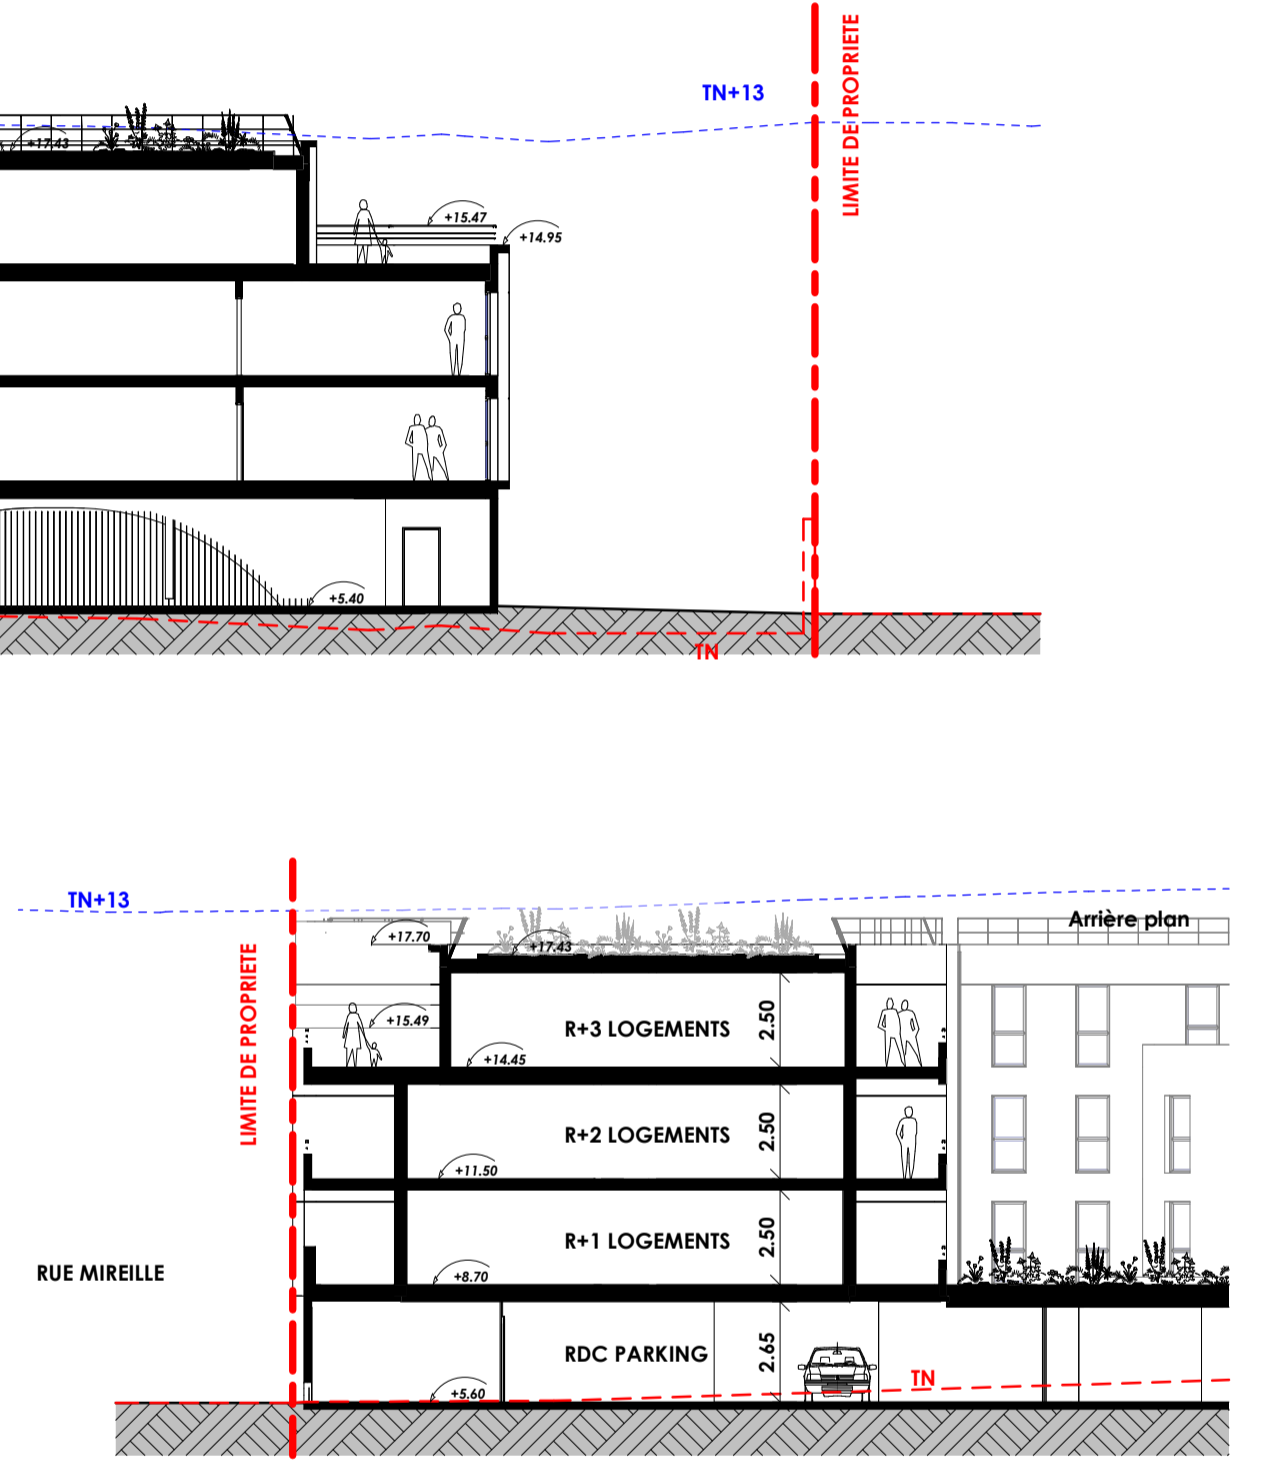 TN+13
LIMITE DE PROPRIETE
+17.43
+15.47
+14.95
+5.40
TN
TN+13
Arrière plan
+17.70
+17.43
LIMITE DE PROPRIETE
+15.49
R+3 LOGEMENTS
2.50
+14.45
R+2 LOGEMENTS
2.50
+11.50
R+1 LOGEMENTS
2.50
RUE MIREILLE
+8.70
RDC PARKING
2.65
TN
+5.60